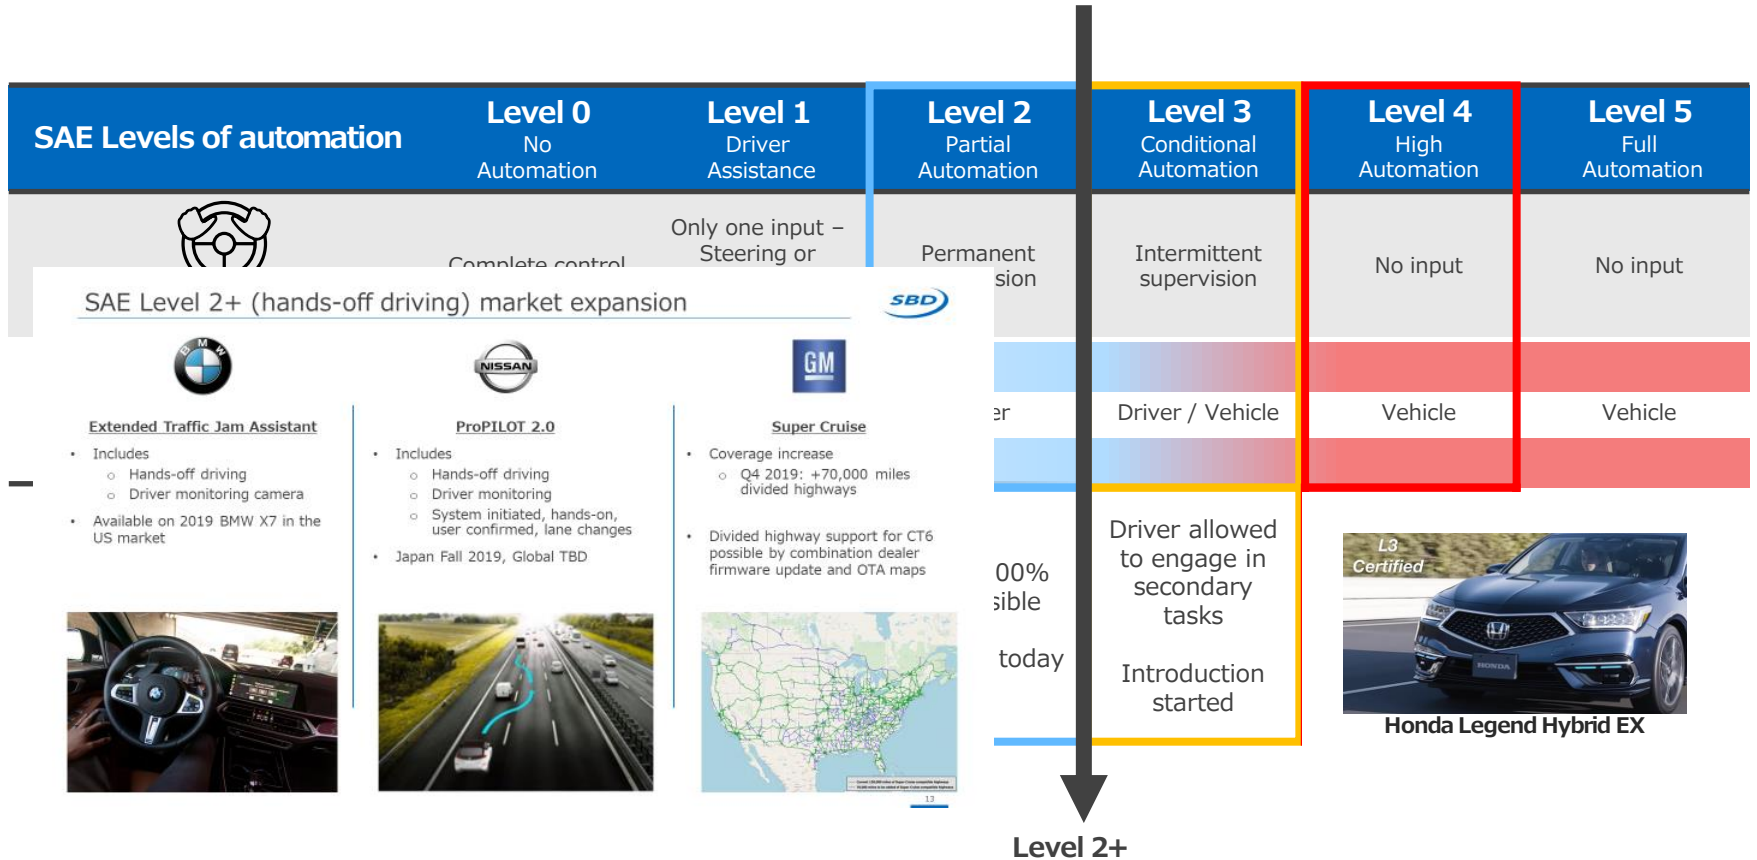 SAE Levels of automation
Level 0
No
Automation
Level 1
Driver
Assistance
Level 2
Partial
Automation
Level 3
Conditional
Automation
Level 4
High
Automation
Level 5
Full
Automation
Complete control
Only one input –
Steering or
Permanent
sion
Intermittent
supervision
No input
No input
er
Driver / Vehicle
Vehicle
Vehicle
00%
sible
today
Driver allowed
to engage in
secondary
tasks
Introduction
started
SAE Level 2+ (hands-off driving) market expansion
SBD
BMW
Extended Traffic Jam Assistant
• Includes
o Hands-off driving
o Driver monitoring camera
• Available on 2019 BMW X7 in the
US market
NISSAN
ProPILOT 2.0
• Includes
o Hands-off driving
o Driver monitoring
o System initiated, hands-on,
user confirmed, lane changes
• Japan Fall 2019, Global TBD
GM
Super Cruise
• Coverage increase
o Q4 2019: +70,000 miles
divided highways
• Divided highway support for CT6
possible by combination dealer
firmware update and OTA maps
13
L3
Certified
HONDA
Honda Legend Hybrid EX
Level 2+